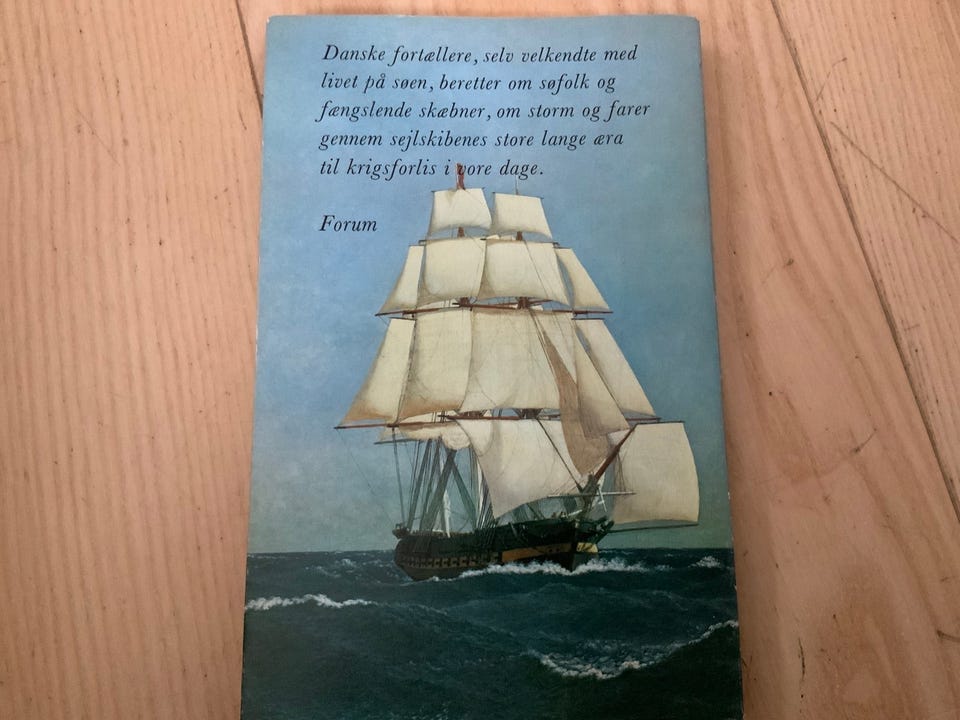 Danske fortællere, selv velkendte med
livet på søen, beretter om søfolk og
fængslende skæbner, om storm og farer
gennem sejlskibenes store lange æra
til krigsforlis i vore dage.
Forum